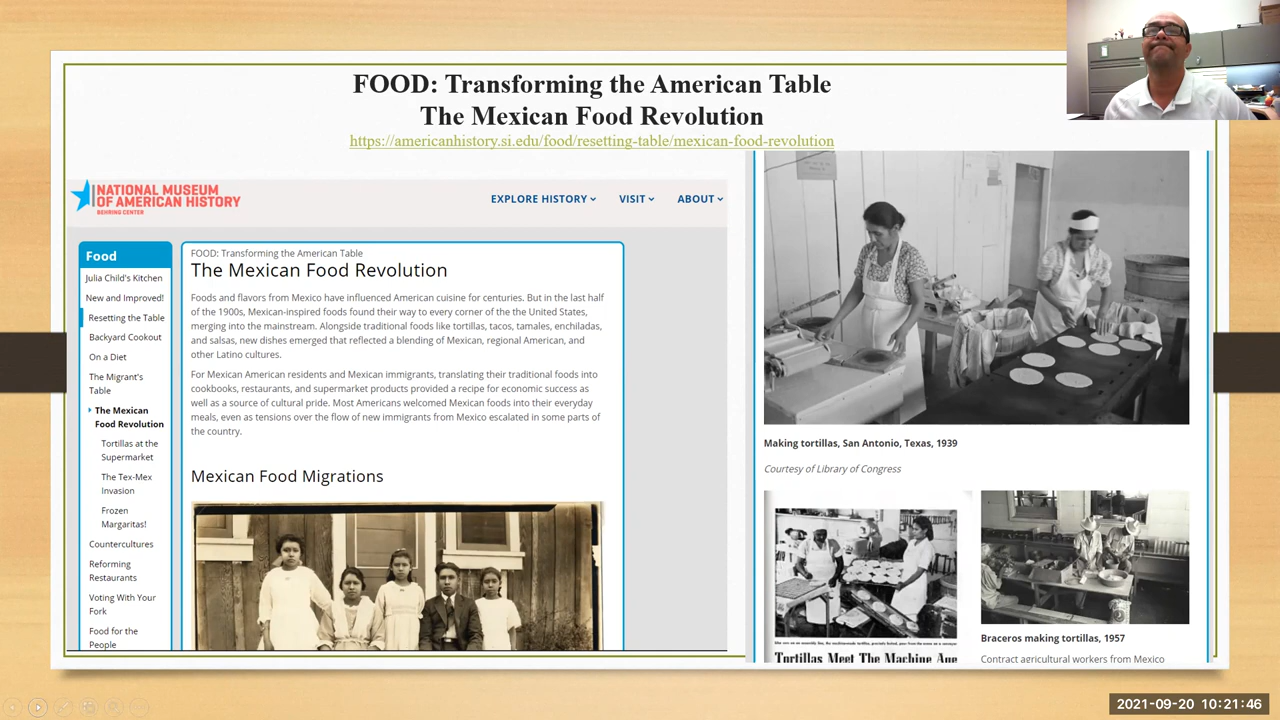 FOOD: Transforming the American Table
The Mexican Food Revolution
https://americanhistory.si.edu/food/resetting-table/mexican-food-revolution
NATIONAL MUSEUM
OF AMERICAN HISTORY
BEHRING CENTER
EXPLORE HISTORY
VISIT
ABOUT
Food
Julia Child's Kitchen
New and Improved!
Resetting the Table
Backyard Cookout
On a Diet
The Migrant's
Table
The Mexican
Food Revolution
Tortillas at the
Supermarket
The Tex-Mex
Invasion
Frozen
Margaritas!
Countercultures
Reforming
Restaurants
Voting With Your
Fork
Food for the
People
FOOD: Transforming the American Table
The Mexican Food Revolution
Foods and flavors from Mexico have influenced American cuisine for centuries. But in the last half
of the 1900s, Mexican-inspired foods found their way to every corner of the the United States,
merging into the mainstream. Alongside traditional foods like tortillas, tacos, tamales, enchiladas,
and salsas, new dishes emerged that reflected a blending of Mexican, regional American, and
other Latino cultures.
For Mexican American residents and Mexican immigrants, translating their traditional foods into
cookbooks, restaurants, and supermarket products provided a recipe for economic success as
well as a source of cultural pride. Most Americans welcomed Mexican foods into their everyday
meals, even as tensions over the flow of new immigrants from Mexico escalated in some parts of
the country.
Mexican Food Migrations
Making tortillas, San Antonio, Texas, 1939
Courtesy of Library of Congress
Tortillas Meet The Machine Age
Braceros making tortillas, 1957
Contract agricultural workers from Mexico
2021-09-20 10:21:46